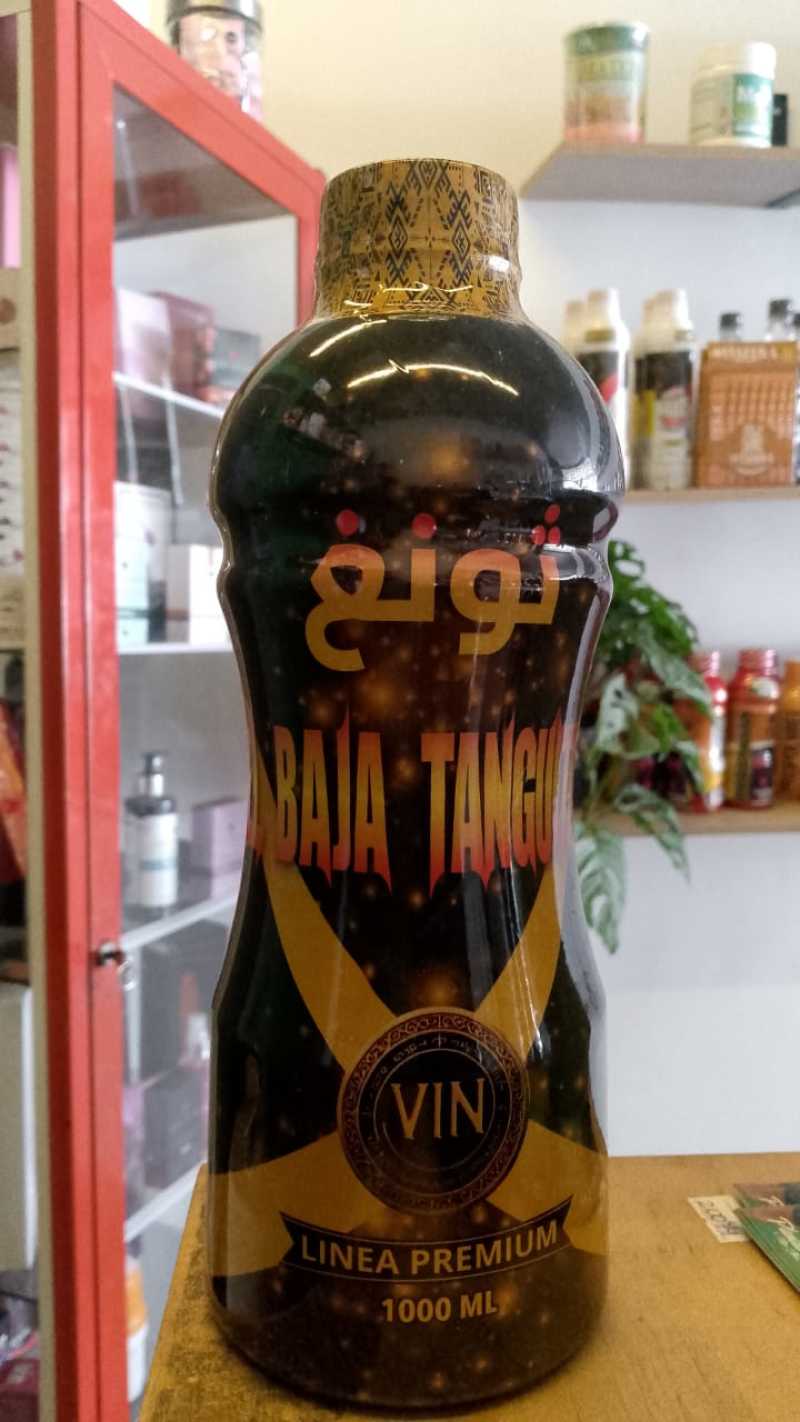 تونغ
BAJA TANGU
VIN
LINEA PREMIUM
1000 ML